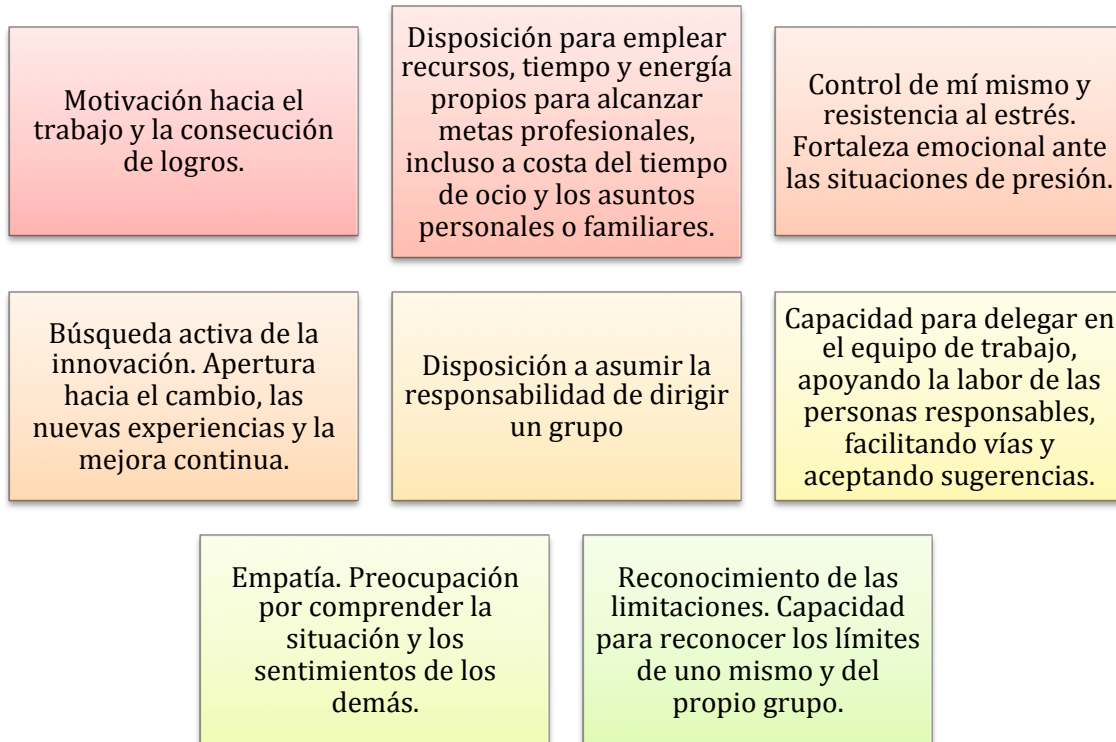 Motivación hacia el
trabajo y la consecución
de logros.
Disposición para emplear
recursos, tiempo y energía
propios para alcanzar
metas profesionales,
incluso a costa del tiempo
de ocio y los asuntos
personales o familiares.
Control de mí mismo y
resistencia al estrés.
Fortaleza emocional ante
las situaciones de presión.
Búsqueda activa de la
innovación. Apertura
hacia el cambio, las
nuevas experiencias y la
mejora continua.
Disposición a asumir la
responsabilidad de dirigir
un grupo
Capacidad para delegar en
el equipo de trabajo,
apoyando la labor de las
personas responsables,
facilitando vías y
aceptando sugerencias.
Empatía. Preocupación
por comprender la
situación y los
sentimientos de los
demás.
Reconocimiento de las
limitaciones. Capacidad
para reconocer los límites
de uno mismo y del
propio grupo.